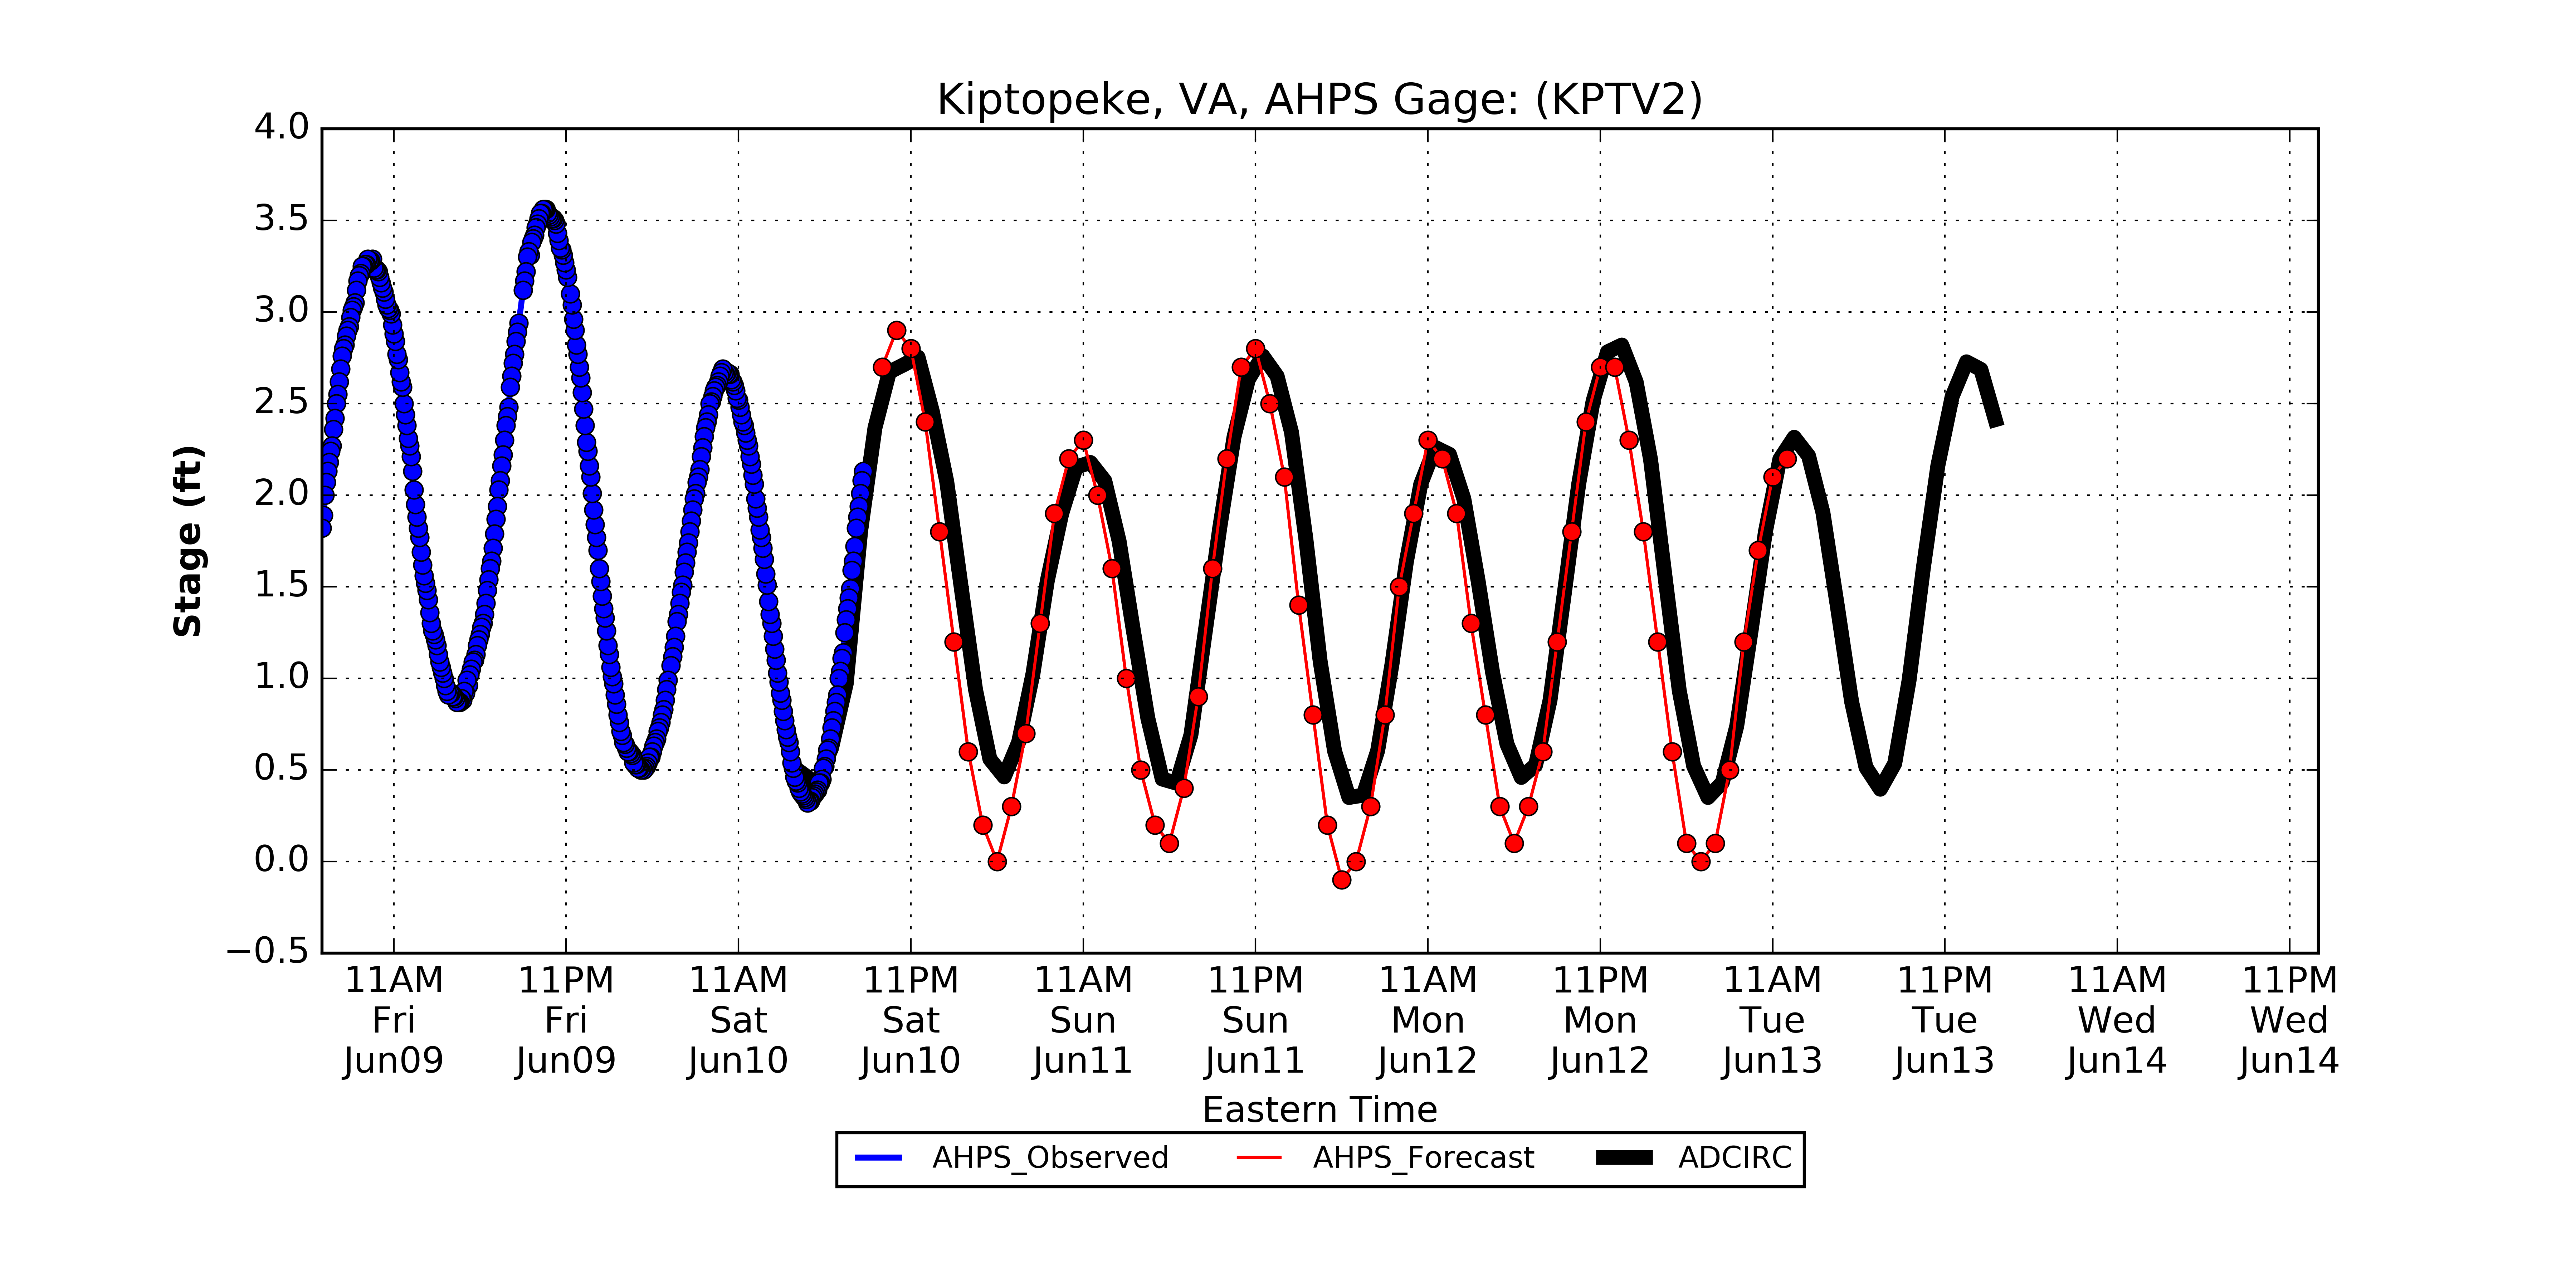 Kiptopeke, VA, AHPS Gage: (KPTV2)
4.0
3.5
3.0
2.5
2.0
1.5
1.0
0.5
0.0
−0.5
Stage (ft)
11AM 11PM 11AM 11PM 11AM 11PM 11AM 11PM 11AM 11PM 11AM 11PM
Fri Fri Sat Sat Sun Sun Mon Mon Tue Tue Wed Wed
Jun09 Jun09 Jun10 Jun10 Jun11 Jun11 Jun12 Jun12 Jun13 Jun13 Jun14 Jun14
Eastern Time
AHPS_Observed AHPS_Forecast ADCIRC